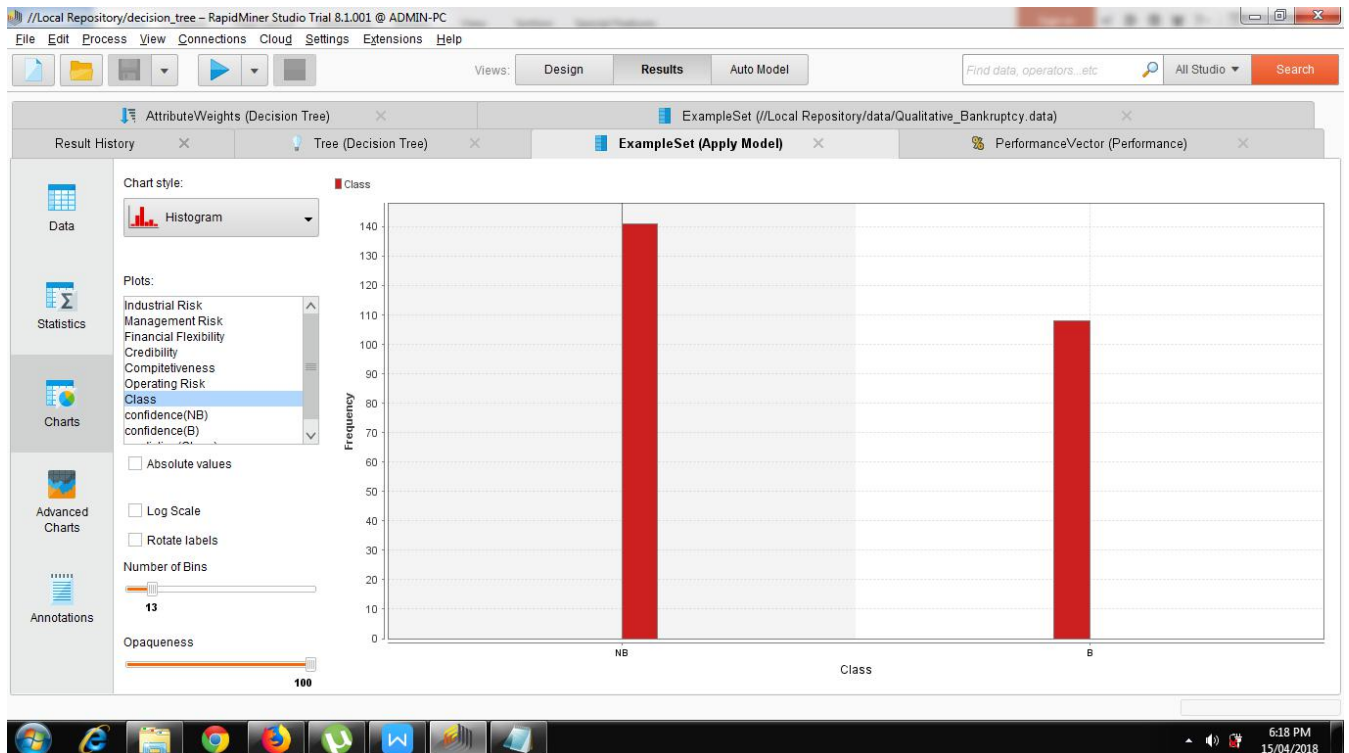 //Local Repository/decision_tree – RapidMiner Studio Trial 8.1.001 @ ADMIN-PC
File Edit Process View Connections Cloud Settings Extensions Help
Views: Design Results Auto Model Find data, operators...etc All Studio Search
AttributeWeights (Decision Tree) ExampleSet (//Local Repository/data/Qualitative_Bankruptcy.data)
Result History Tree (Decision Tree) ExampleSet (Apply Model) PerformanceVector (Performance)
Data
Statistics
Charts
Advanced
Charts
Annotations
Chart style:
Histogram
Plots:
Industrial Risk
Management Risk
Financial Flexibility
Credibility
Compitetiveness
Operating Risk
Class
confidence(NB)
confidence(B)
Absolute values
Log Scale
Rotate labels
Number of Bins
13
Opaqueness
100
Class
140
130
120
110
100
90
80
70
60
50
40
30
20
10
0
Frequency
NB B
Class
6:18 PM
15/04/2018